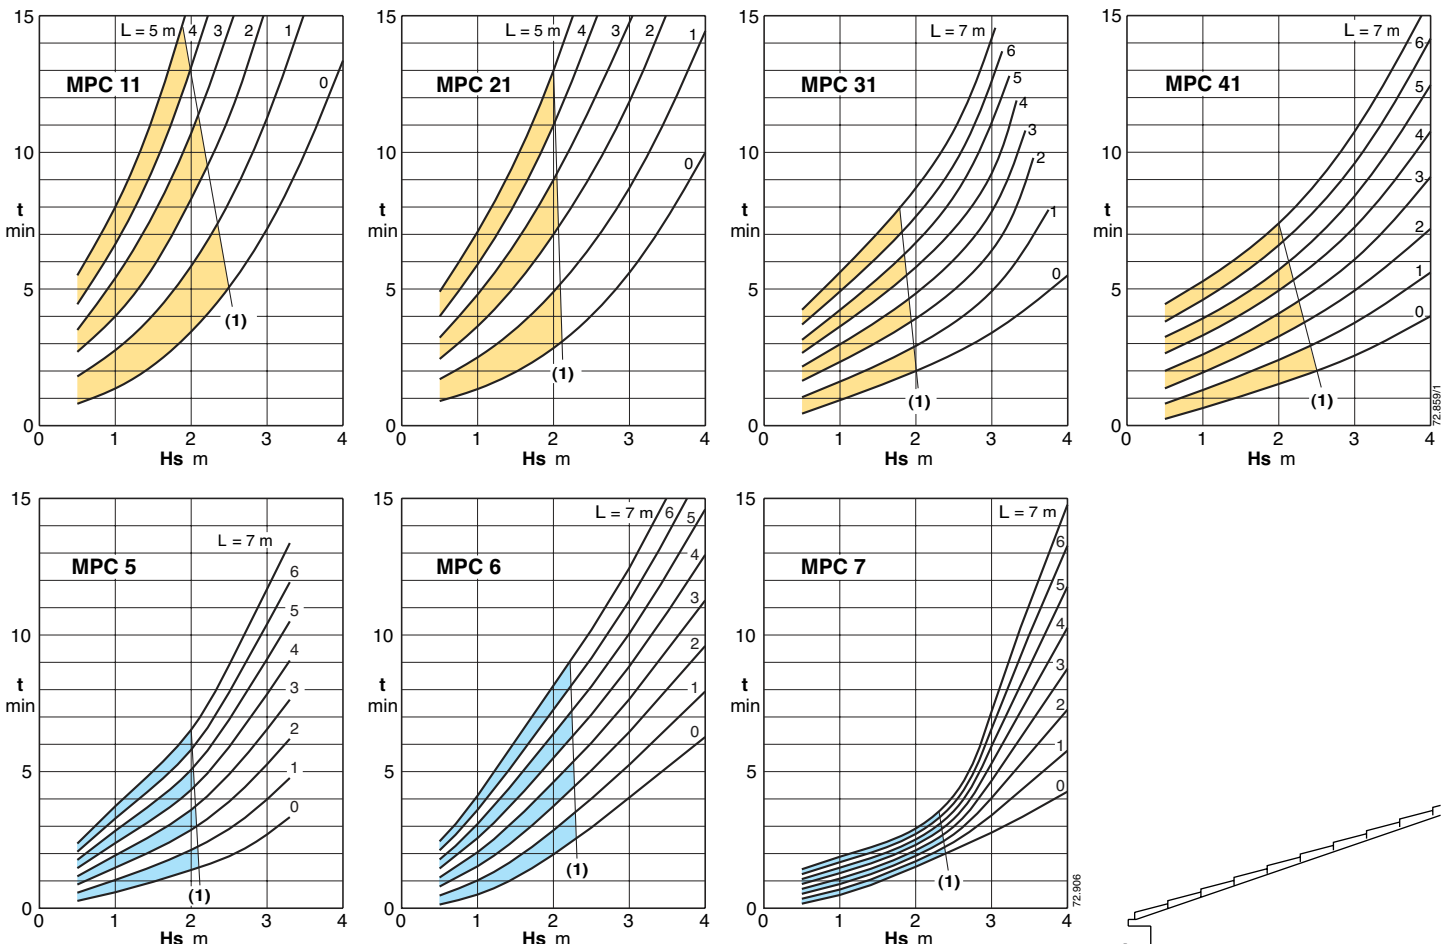 15
L = 5 m 4 3 2 1
0
MPC 11
10
t
min
5
(1)
0
0 1 2 3 4
Hs m
15
L = 5 m 4 3 2 1
MPC 21
10
0
t
min
5
(1)
0
0 1 2 3 4
Hs m
15
L = 7 m
6
5
4
3
2
1
0
MPC 31
10
t
min
5
(1)
0
0 1 2 3 4
Hs m
15
L = 7 m
6
5
4
3
2
1
0
MPC 41
10
t
min
5
(1)
0
0 1 2 3 4
Hs m
72.859/1
15
L = 7 m
6
5
4
3
2
1
0
MPC 5
10
t
min
5
(1)
0
0 1 2 3 4
Hs m
15
L = 7 m 6 5
4
3
2
1
0
MPC 6
10
t
min
5
(1)
0
0 1 2 3 4
Hs m
15
L = 7 m
6
5
4
3
2
1
0
MPC 7
10
t
min
5
(1)
0
0 1 2 3 4
Hs m
72.906